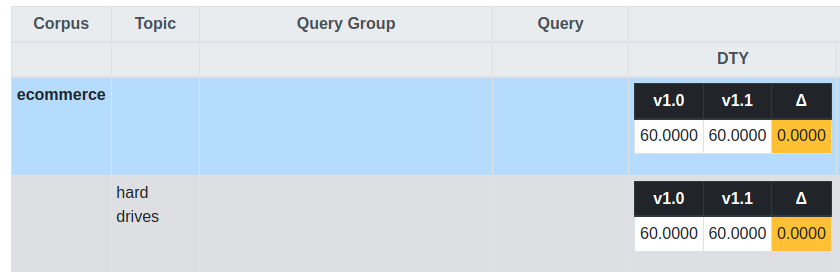 Corpus Topic Query Group Query
DTY
ecommerce
v1.0 v1.1 Δ
60.0000 60.0000 0.0000
hard
drives
v1.0 v1.1 Δ
60.0000 60.0000 0.0000